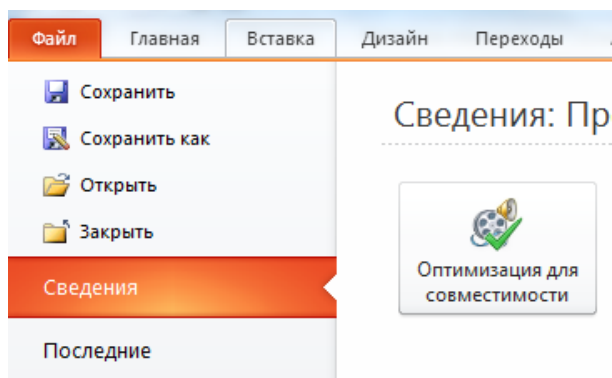 Файл Главная Вставка Дизайн Переходы
Сохранить
Сохранить как
Открыть
Закрыть
Сведения
Последние
Сведения: Пр
Оптимизация для
совместимости